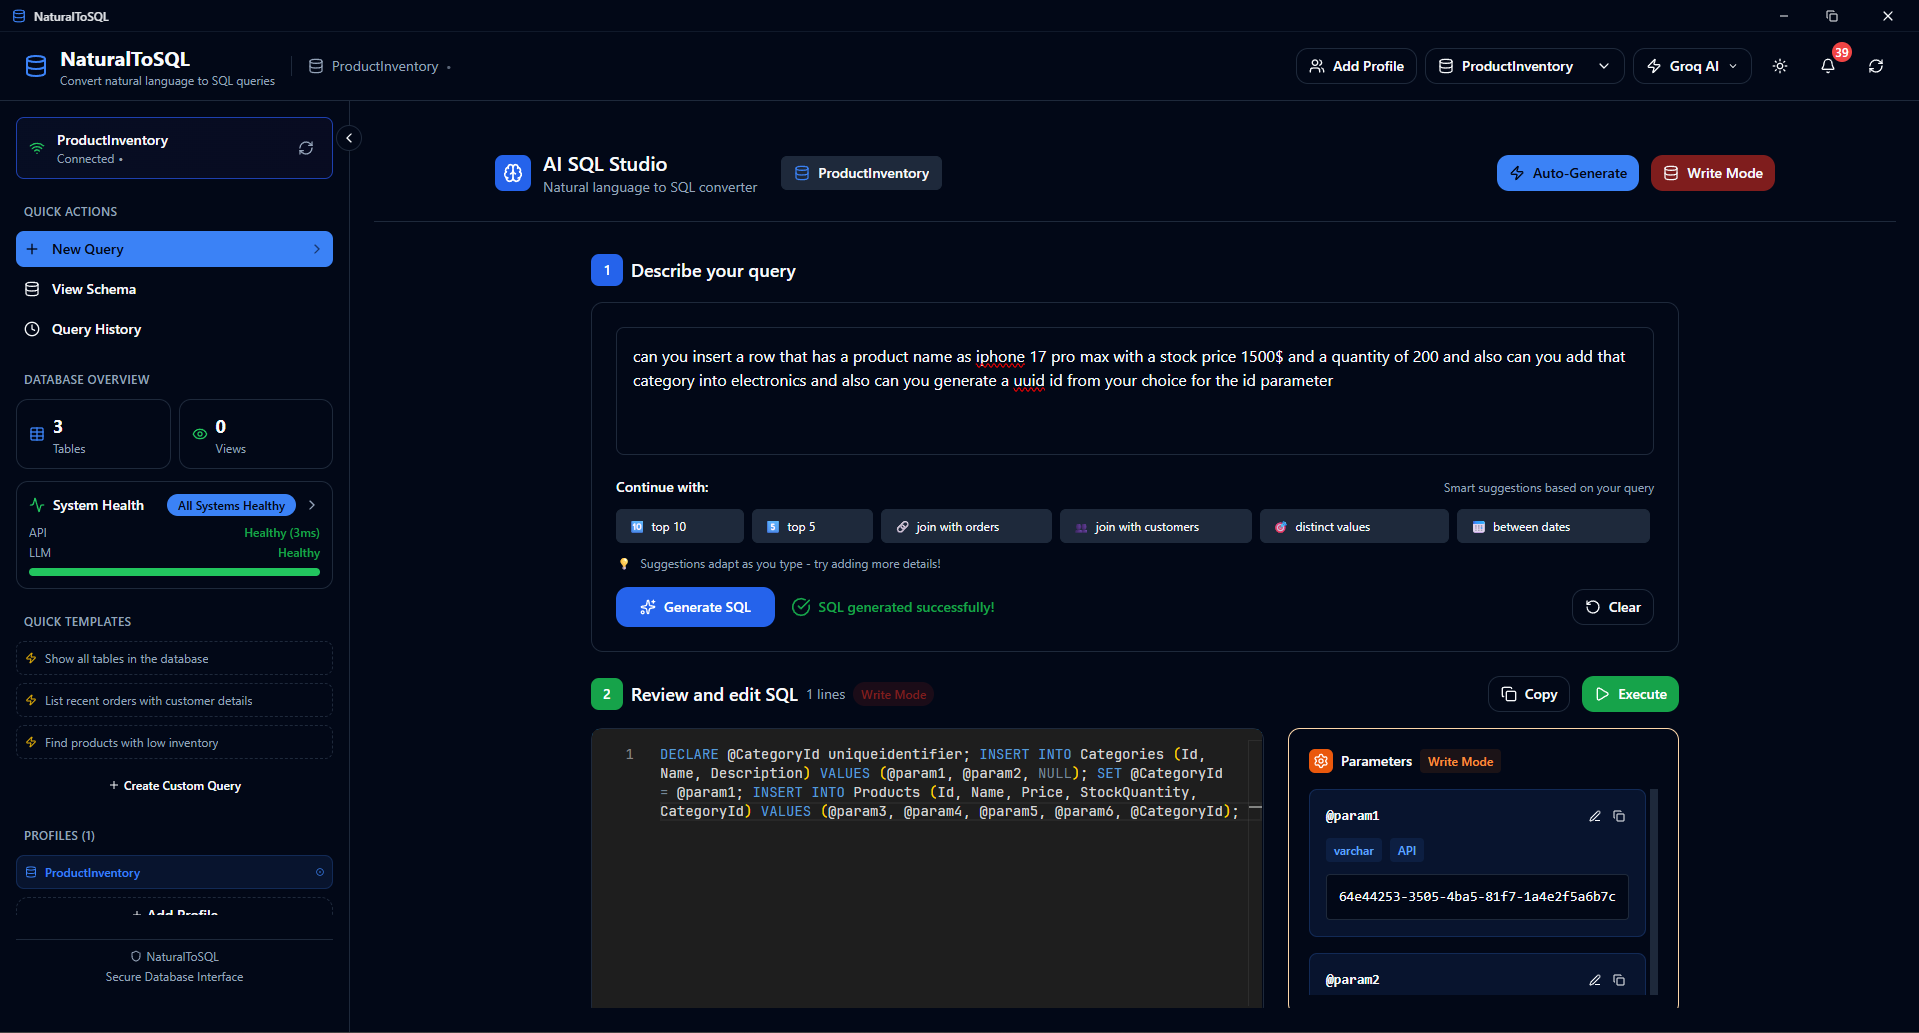 NaturalToSQL
NaturalToSQL
Convert natural language to SQL queries
ProductInventory •
Add Profile
ProductInventory
Groq AI
39
ProductInventory
Connected •
QUICK ACTIONS
New Query
View Schema
Query History
DATABASE OVERVIEW
3
Tables
0
Views
System Health
All Systems Healthy
API
Healthy (3ms)
LLM
Healthy
QUICK TEMPLATES
Show all tables in the database
List recent orders with customer details
Find products with low inventory
+ Create Custom Query
PROFILES (1)
ProductInventory
+ Add Profile
NaturalToSQL
Secure Database Interface
AI SQL Studio
Natural language to SQL converter
ProductInventory
Auto-Generate
Write Mode
1
Describe your query
can you insert a row that has a product name as iphone 17 pro max with a stock price 1500$ and a quantity of 200 and also can you add that
category into electronics and also can you generate a uuid id from your choice for the id parameter
Continue with:
Smart suggestions based on your query
10 top 10
5 top 5
join with orders
join with customers
distinct values
between dates
Suggestions adapt as you type - try adding more details!
Generate SQL
SQL generated successfully!
Clear
2
Review and edit SQL
1 lines
Write Mode
Copy
Execute
1
DECLARE @CategoryId uniqueidentifier; INSERT INTO Categories (Id,
Name, Description) VALUES (@param1, @param2, NULL); SET @CategoryId
= @param1; INSERT INTO Products (Id, Name, Price, StockQuantity,
CategoryId) VALUES (@param3, @param4, @param5, @param6, @CategoryId);
Parameters
Write Mode
@param1
varchar
API
64e44253-3505-4ba5-81f7-1a4e2f5a6b7c
@param2